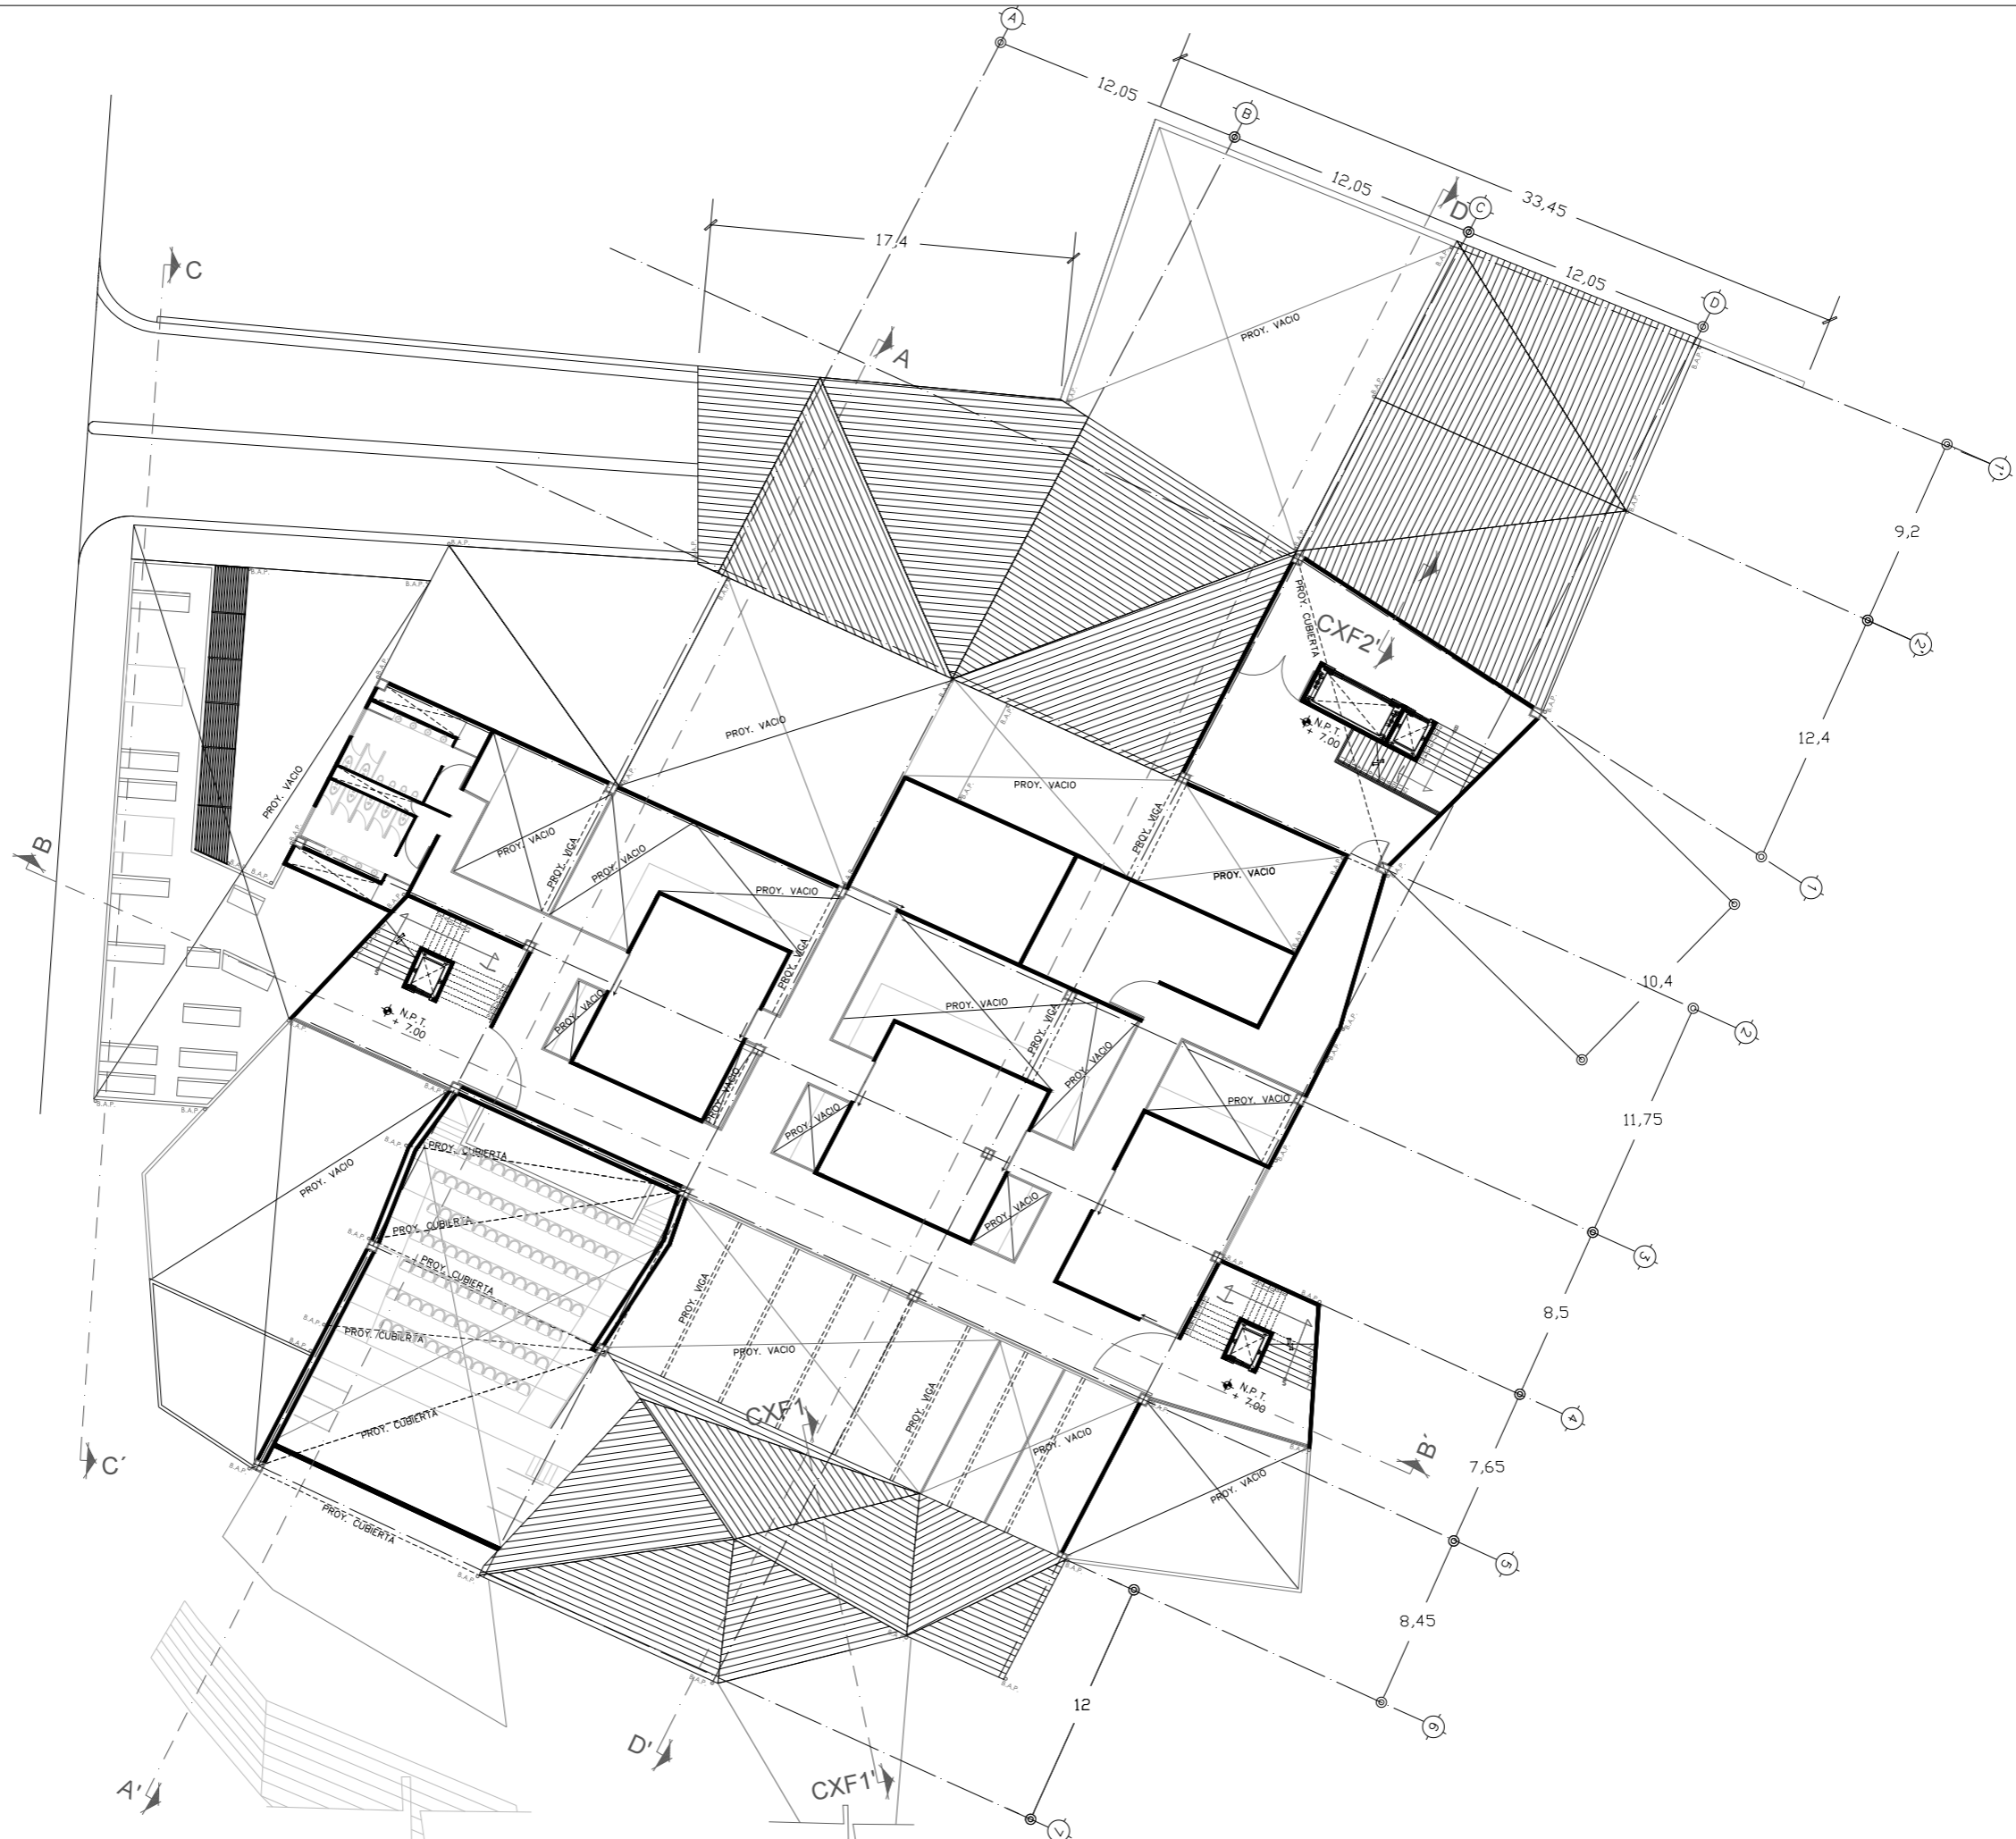 A
12,05
B
12,05
33,45
D
C
17,4
12,05
D
C
A
PROY. VACIO
B.A.P.
B.A.P.
B.A.P.
B.A.P.
1'
9,2
B.A.P.
B.A.P.
B.A.P.
B.A.P.
B.A.P.
B.A.P.
PROY. CUBIERTA
CXF2'
2'
B.A.P.
B.A.P.
B.A.P.
PROY. VACIO
N.P.T.
+ 7,00
12,4
PROY. VACIO
PROY. VACIO
B
PROY. VACIO
PROY. VIGA
PROY. VACIO
PROY. VIGA
PROY. VACIO
PROY. VACIO
B.A.P.
B.A.P.
1
PROY. VIGA
PROY. VACIO
10,4
N.P.T.
+ 7,00
PROY. VACIO
PROY. VIGA
2
PROY. VACIO
PROY. VACIO
PROY. VACIO
PROY. VACIO
B.A.P.
B.A.P.
B.A.P.
11,75
PROY. CUBIERTA
PROY. VACIO
PROY. VACIO
PROY. CUBIERTA
3
PROY. CUBIERTA
PROY. VIGA
8,5
PROY. CUBIERTA
PROY. VACIO
N.P.T.
+ 7,00
4
PROY. VIGA
CXF1
PROY. CUBIERTA
PROY. VACIO
B´
C´
7,65
PROY. VACIO
PROY. CUBIERTA
5
B.A.P.
B.A.P.
8,45
B.A.P.
B.A.P.
12
6
D'
A'
CXF1'
7